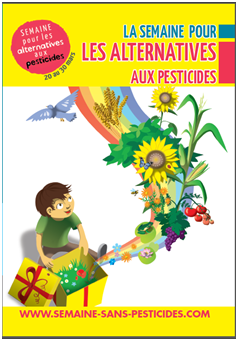 SEMAINE
pour les
alternatives
aux
pesticides
20 au 30 mars
LA SEMAINE POUR
LES ALTERNATIVES
AUX PESTICIDES
WWW.SEMAINE-SANS-PESTICIDES.COM